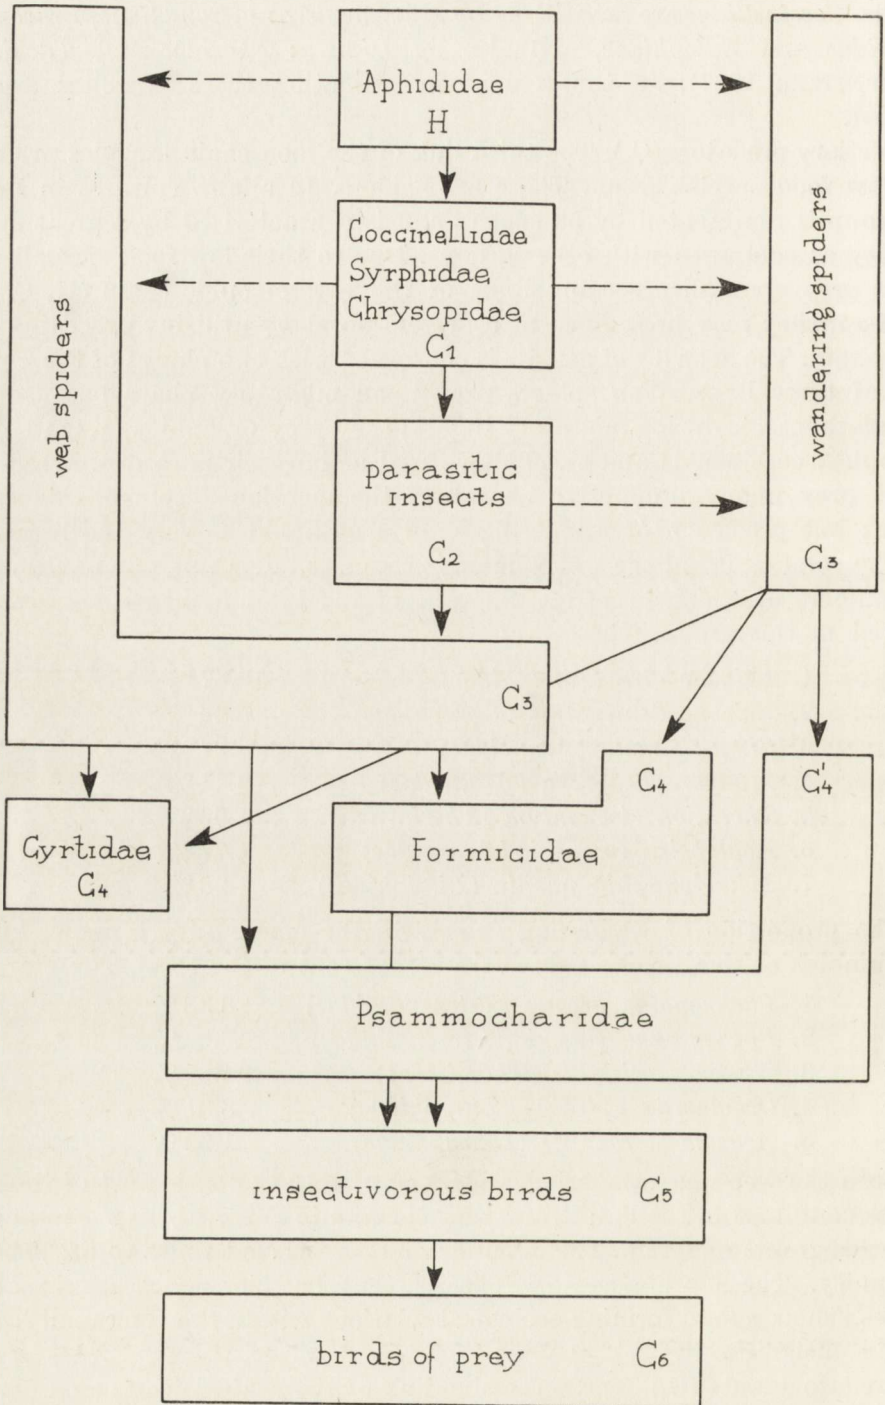 Aphididae
H
web spiders
wandering spiders
C3
Coccinellidae
Syrphidae
Chrysopidae
C1
parasitic
insects
C2
C3
Cyrtidae
C4
Formicidae
C4
C'4
Psammocharidae
insectivorous birds C5
birds of prey C6